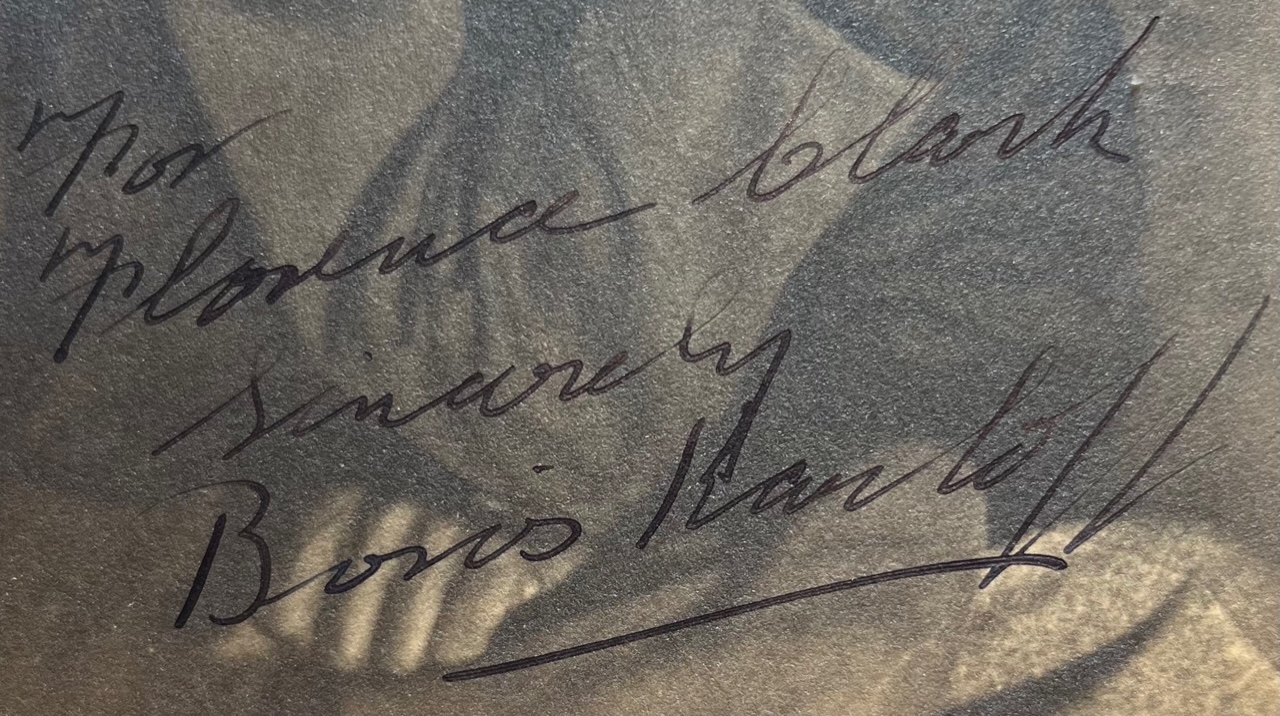 For
Florence Clark
Sincerely
Boris Karloff